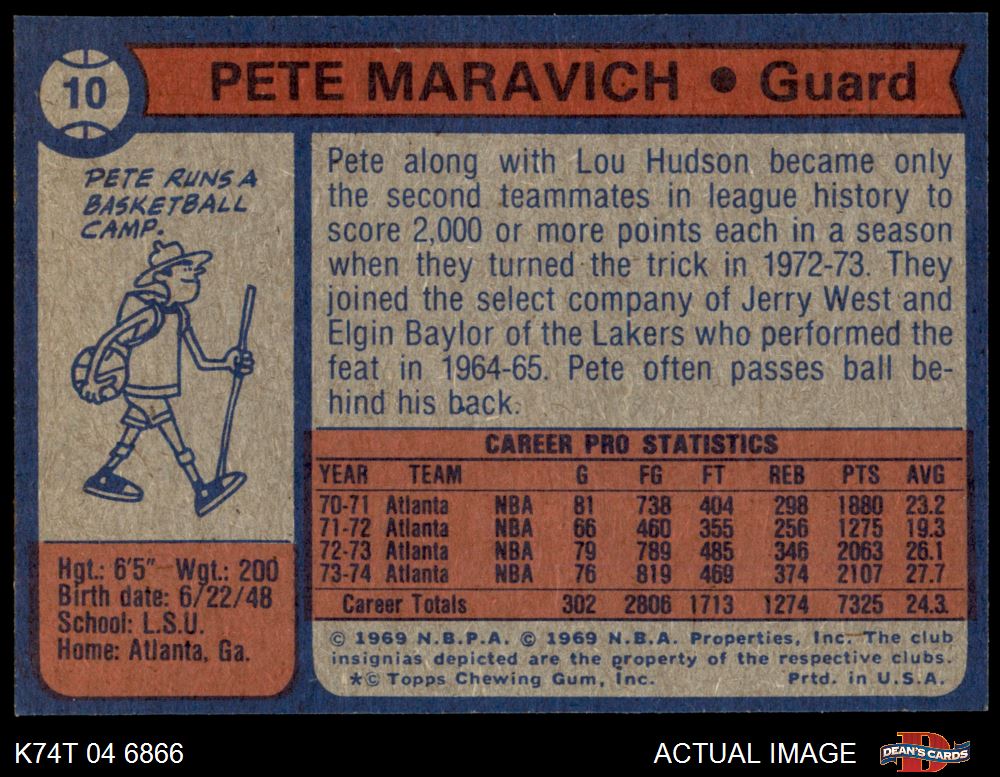 10
PETE MARAVICH • Guard
PETE RUNS A
BASKETBALL
CAMP.
Pete along with Lou Hudson became only
the second teammates in league history to
score 2,000 or more points each in a season
when they turned the trick in 1972-73. They
joined the select company of Jerry West and
Elgin Baylor of the Lakers who performed the
feat in 1964-65. Pete often passes ball be-
hind his back.
CAREER PRO STATISTICS
YEAR TEAM G FG FT REB PTS AVG
70-71 Atlanta NBA 81 738 404 298 1880 23.2
71-72 Atlanta NBA 66 460 355 256 1275 19.3
72-73 Atlanta NBA 79 789 485 346 2063 26.1
73-74 Atlanta NBA 76 819 469 374 2107 27.7
Career Totals 302 2806 1713 1274 7325 24.3
Hgt.: 6'5" Wgt.: 200
Birth date: 6/22/48
School: L.S.U.
Home: Atlanta, Ga.
© 1969 N.B.P.A. © 1969 N.B.A. Properties, Inc. The club
insignias depicted are the property of the respective clubs.
*© Topps Chewing Gum, Inc. Prtd. in U.S.A.
K74T 04 6866
ACTUAL IMAGE
D
DEAN'S CARDS